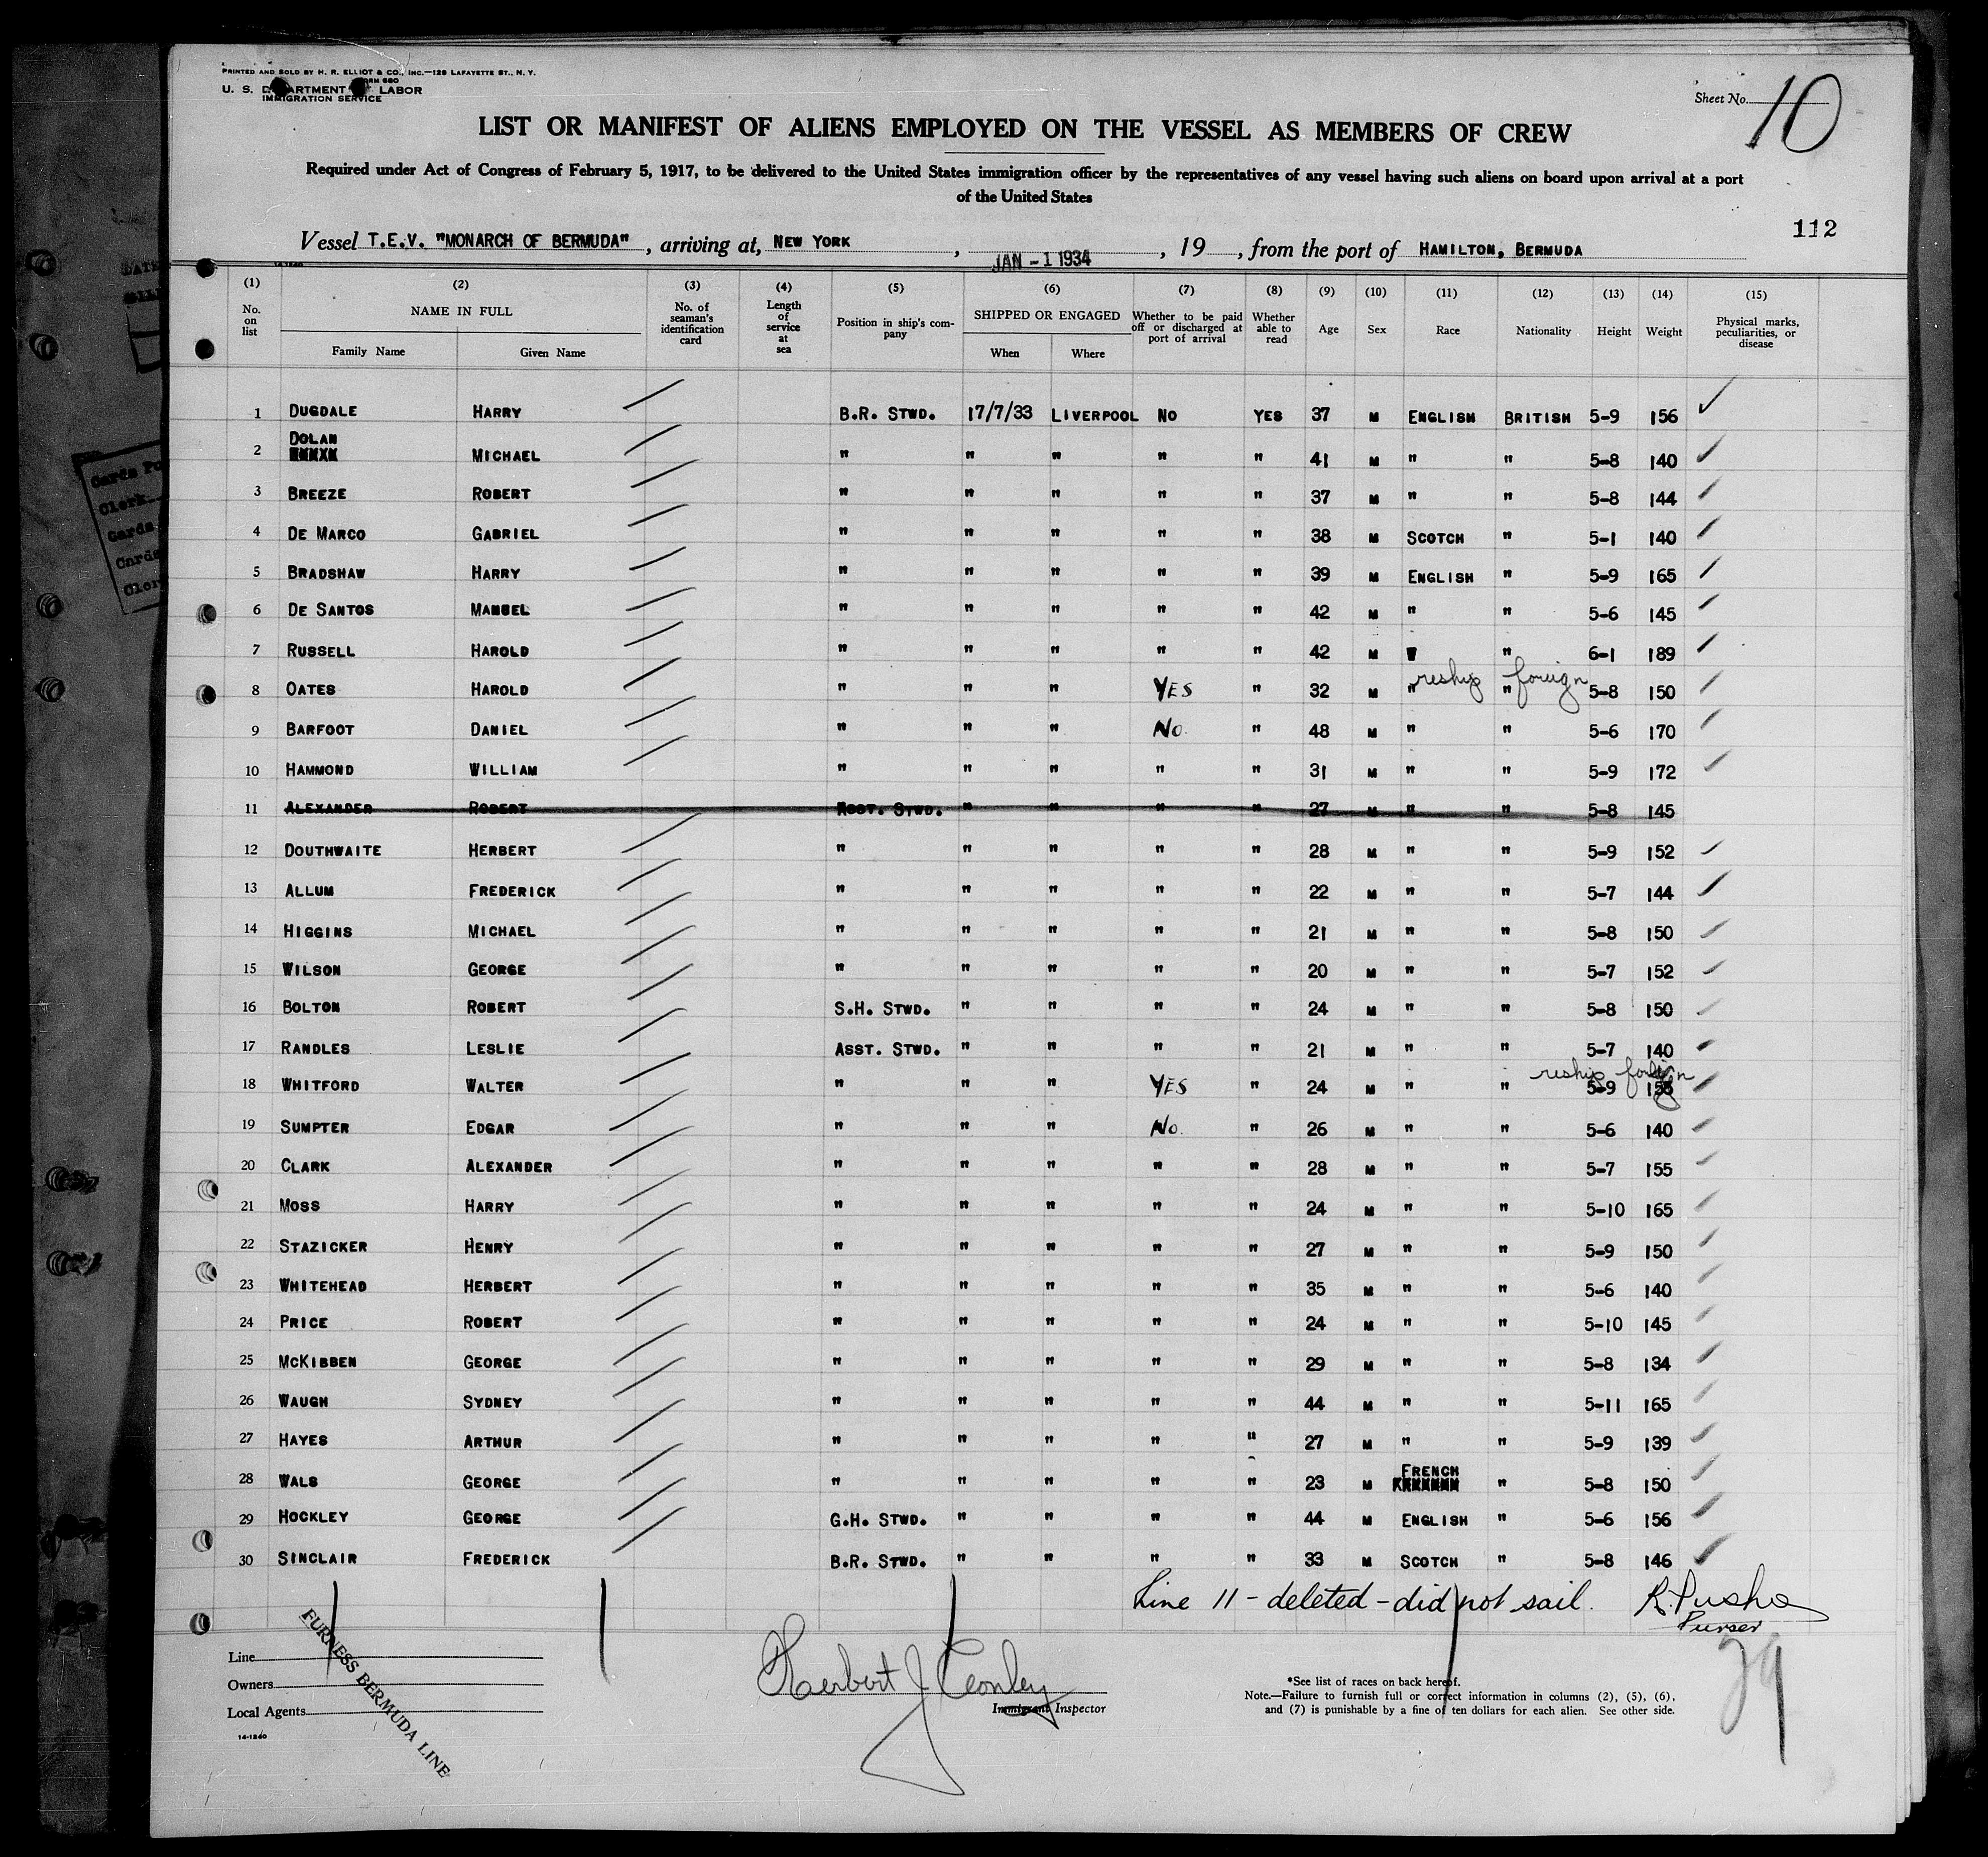 PRINTED AND SOLD BY H. R. ELLIOT & CO., INC.—129 LAFAYETTE ST., N. Y.
FORM 680
U. S. DEPARTMENT OF LABOR
IMMIGRATION SERVICE
Sheet No. 10
LIST OR MANIFEST OF ALIENS EMPLOYED ON THE VESSEL AS MEMBERS OF CREW
Required under Act of Congress of February 5, 1917, to be delivered to the United States immigration officer by the representatives of any vessel having such aliens on board upon arrival at a port
of the United States
112
Vessel T.E.V. "MONARCH OF BERMUDA", arriving at, NEW YORK, JAN - 1 1934, 19, from the port of HAMILTON, BERMUDA
(1) (2) (3) (4) (5) (6) (7) (8) (9) (10) (11) (12) (13) (14) (15)
No. on list NAME IN FULL Family Name Given Name No. of seaman's identification card Length of service at sea Position in ship's company SHIPPED OR ENGAGED When Where Whether to be paid off or discharged at port of arrival Whether able to read Age Sex Race Nationality Height Weight Physical marks, peculiarities, or disease
1 DUGDALE HARRY B.R. STWD. 17/7/33 LIVERPOOL NO YES 37 M ENGLISH BRITISH 5-9 156
2 DOLAN MICHAEL " " " " " 41 M " " 5-8 140
3 BREEZE ROBERT " " " " " 37 M " " 5-8 144
4 DE MARCO GABRIEL " " " " " 38 M SCOTCH " 5-1 140
5 BRADSHAW HARRY " " " " " 39 M ENGLISH " 5-9 165
6 DE SANTOS MANUEL " " " " " 42 M " " 5-6 145
7 RUSSELL HAROLD " " " " " 42 M " " 6-1 189
reship foreign
8 OATES HAROLD " " " YES " 32 M " " 5-8 150
9 BARFOOT DANIEL " " " No. " 48 M " " 5-6 170
10 HAMMOND WILLIAM " " " " " 31 M " " 5-9 172
11 ALEXANDER ROBERT ASST. STWD. " " " " 27 M " " 5-8 145
12 DOUTHWAITE HERBERT " " " " " 28 M " " 5-9 152
13 ALLUM FREDERICK " " " " " 22 M " " 5-7 144
14 HIGGINS MICHAEL " " " " " 21 M " " 5-8 150
15 WILSON GEORGE " " " " " 20 M " " 5-7 152
16 BOLTON ROBERT S.H. STWD. " " " " 24 M " " 5-8 150
17 RANDLES LESLIE ASST. STWD. " " " " 21 M " " 5-7 140
reship foreign
18 WHITFORD WALTER " " " YES " 24 M " " 5-9
19 SUMPTER EDGAR " " " No. " 26 M " " 5-6 140
20 CLARK ALEXANDER " " " " " 28 M " " 5-7 155
21 MOSS HARRY " " " " " 24 M " " 5-10 165
22 STAZICKER HENRY " " " " " 27 M " " 5-9 150
23 WHITEHEAD HERBERT " " " " " 35 M " " 5-6 140
24 PRICE ROBERT " " " " " 24 M " " 5-10 145
25 MCKIBBEN GEORGE " " " " " 29 M " " 5-8 134
26 WAUGH SYDNEY " " " " " 44 M " " 5-11 165
27 HAYES ARTHUR " " " " " 27 M " " 5-9 139
28 WALS GEORGE " " " " " 23 M FRENCH " 5-8 150
29 HOCKLEY GEORGE G.H. STWD. " " " " 44 M ENGLISH " 5-6 156
30 SINCLAIR FREDERICK B.R. STWD. " " " " 33 M SCOTCH " 5-8 146
Line 11 - deleted - did not sail.
Purser
29
Line
Owners
Local Agents
FURNESS BERMUDA LINE
14-1240
Herbert J Conley
Immigrant Inspector
*See list of races on back hereof.
Note.—Failure to furnish full or correct information in columns (2), (5), (6),
and (7) is punishable by a fine of ten dollars for each alien. See other side.